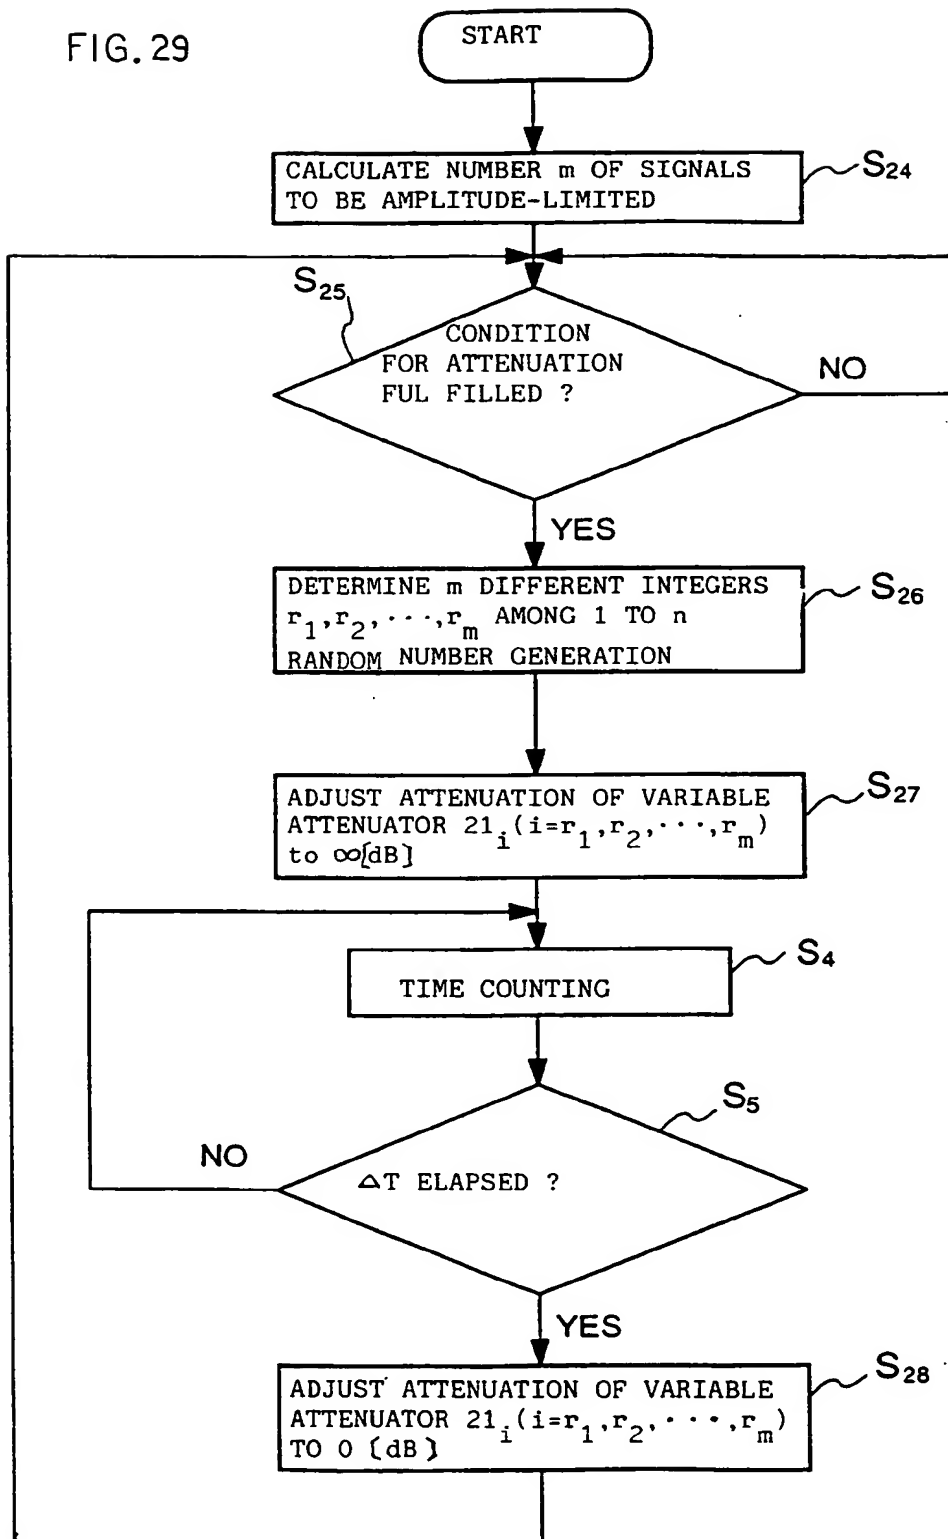 FIG. 29
START
CALCULATE NUMBER m OF SIGNALS
TO BE AMPLITUDE-LIMITED
S24
S25
CONDITION
FOR ATTENUATION
FUL FILLED ?
NO
YES
DETERMINE m DIFFERENT INTEGERS
r1,r2,···,rm AMONG 1 TO n
RANDOM NUMBER GENERATION
S26
ADJUST ATTENUATION OF VARIABLE
ATTENUATOR 21i(i=r1,r2,···,rm)
to ∞[dB]
S27
TIME COUNTING
S4
S5
NO
ΔT ELAPSED ?
YES
ADJUST ATTENUATION OF VARIABLE
ATTENUATOR 21i(i=r1,r2,···,rm)
TO 0 [dB]
S28